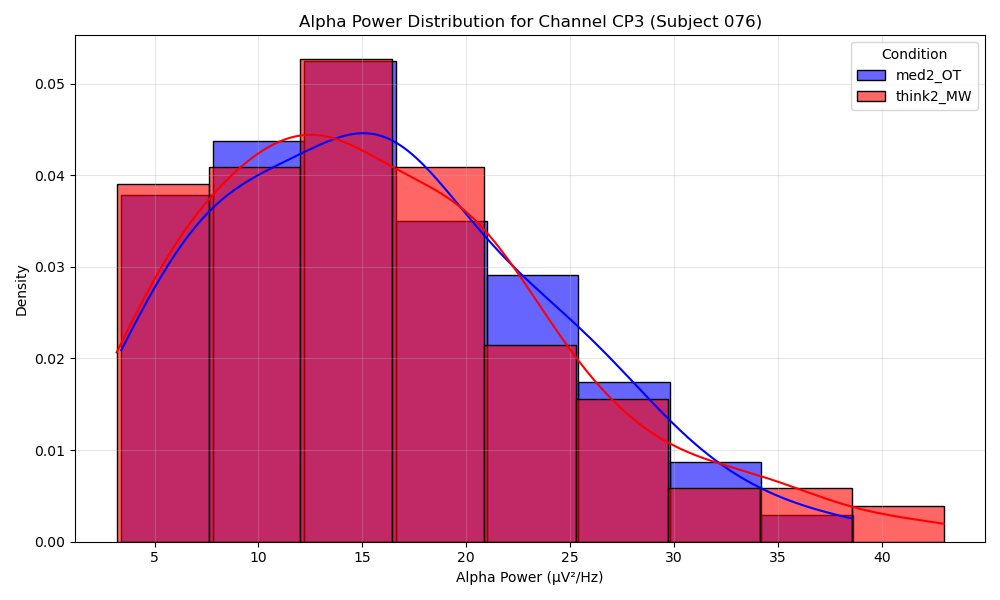 Alpha Power Distribution for Channel CP3 (Subject 076)
Condition
med2_OT
think2_MW
Density
0.05
0.04
0.03
0.02
0.01
0.00
5 10 15 20 25 30 35 40
Alpha Power (µV²/Hz)